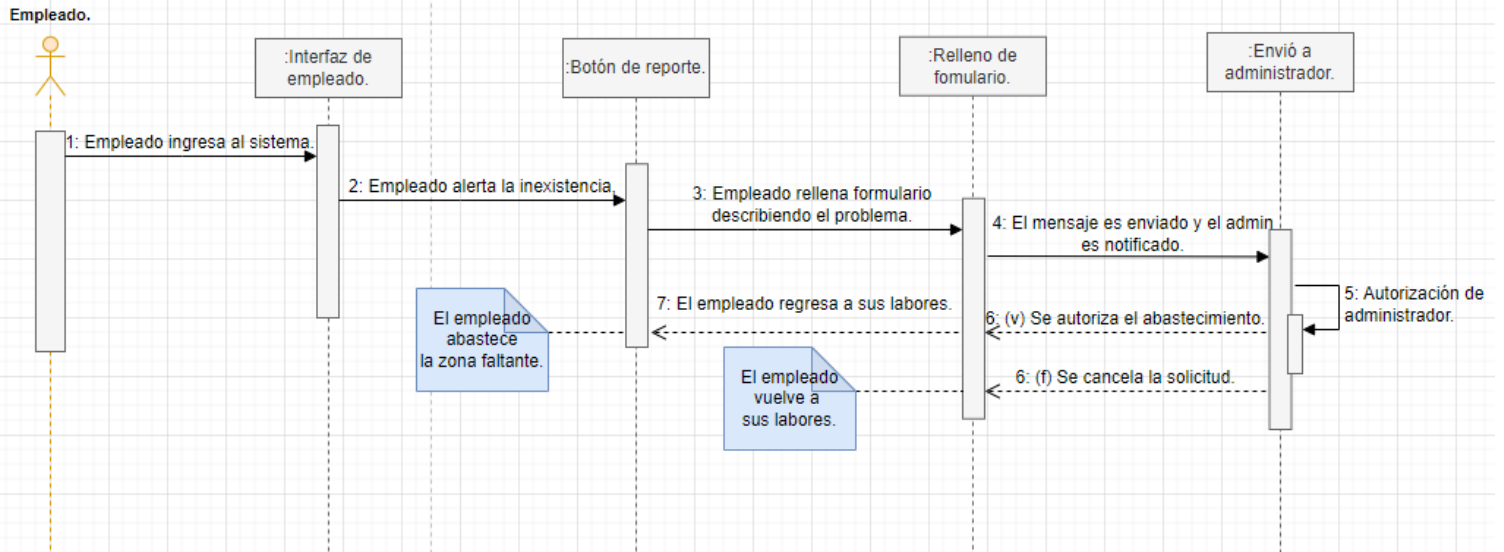 Empleado.
:Interfaz de
empleado.
:Botón de reporte.
:Relleno de
fomulario.
:Envió a
administrador.
1: Empleado ingresa al sistema.
2: Empleado alerta la inexistencia.
3: Empleado rellena formulario
describiendo el problema.
4: El mensaje es enviado y el admin
es notificado.
5: Autorización de
administrador.
6: (v) Se autoriza el abastecimiento.
7: El empleado regresa a sus labores.
El empleado
abastece
la zona faltante.
6: (f) Se cancela la solicitud.
El empleado
vuelve a
sus labores.